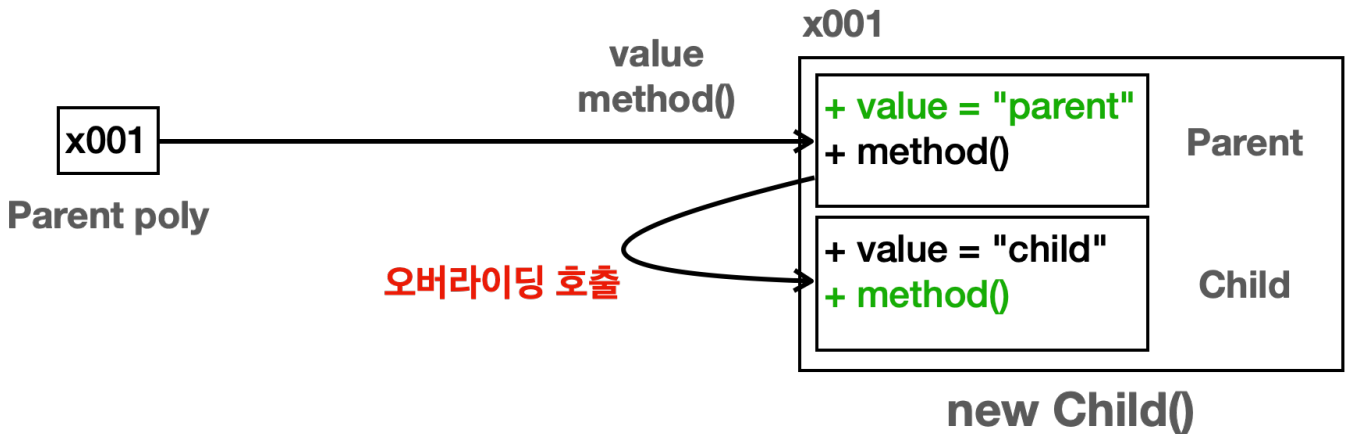 x001
value
method()
x001
+ value = "parent"
+ method()
Parent
Parent poly
오버라이딩 호출
+ value = "child"
+ method()
Child
new Child()